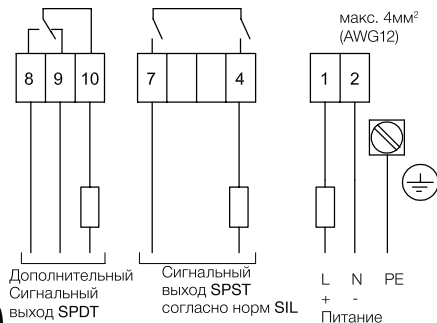 макс. 4мм²
(AWG12)
8 9 10
7 4
1 2
Дополнительный
Сигнальный
выход SPDT
Сигнальный
выход SPST
согласно норм SIL
L N PE
+ -
Питание